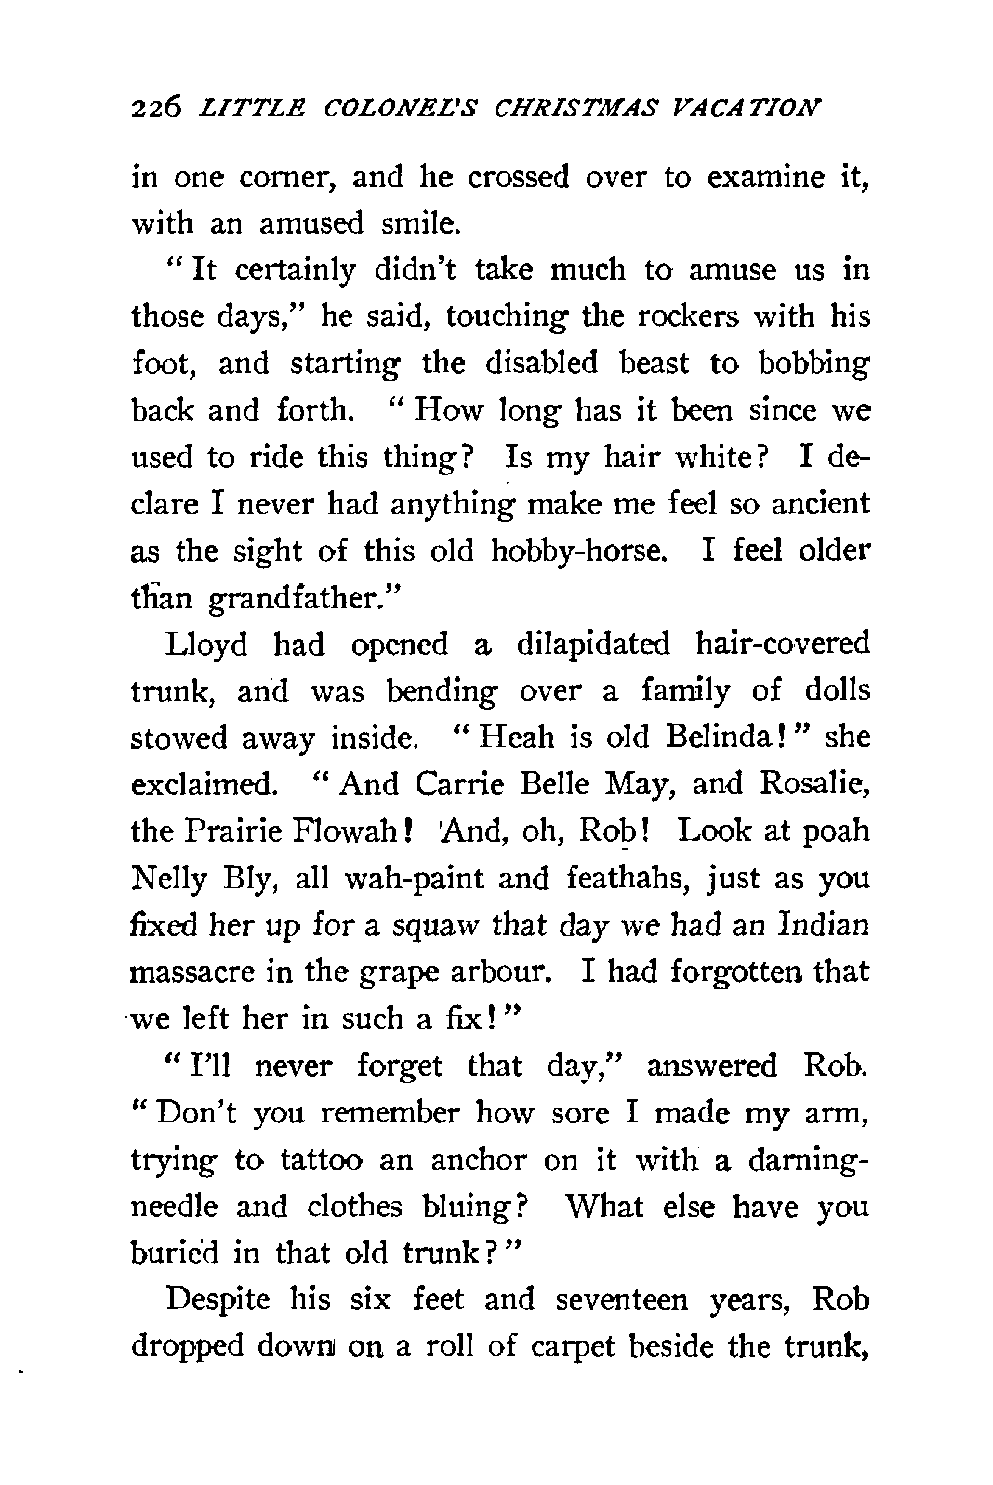 226 LITTLE COLONEL'S CHRISTMAS VACATION
in one corner, and he crossed over to examine it,
with an amused smile.
" It certainly didn't take much to amuse us in
those days," he said, touching the rockers with his
foot, and starting the disabled beast to bobbing
back and forth. " How long has it been since we
used to ride this thing? Is my hair white? I de-
clare I never had anything make me feel so ancient
as the sight of this old hobby-horse. I feel older
than grandfather."
Lloyd had opened a dilapidated hair-covered
trunk, and was bending over a family of dolls
stowed away inside. " Heah is old Belinda! " she
exclaimed. " And Carrie Belle May, and Rosalie,
the Prairie Flowah! 'And, oh, Rob! Look at poah
Nelly Bly, all wah-paint and feathahs, just as you
fixed her up for a squaw that day we had an Indian
massacre in the grape arbour. I had forgotten that
we left her in such a fix! "
" I'll never forget that day," answered Rob.
" Don't you remember how sore I made my arm,
trying to tattoo an anchor on it with a darning-
needle and clothes bluing? What else have you
buried in that old trunk? "
Despite his six feet and seventeen years, Rob
dropped down on a roll of carpet beside the trunk,